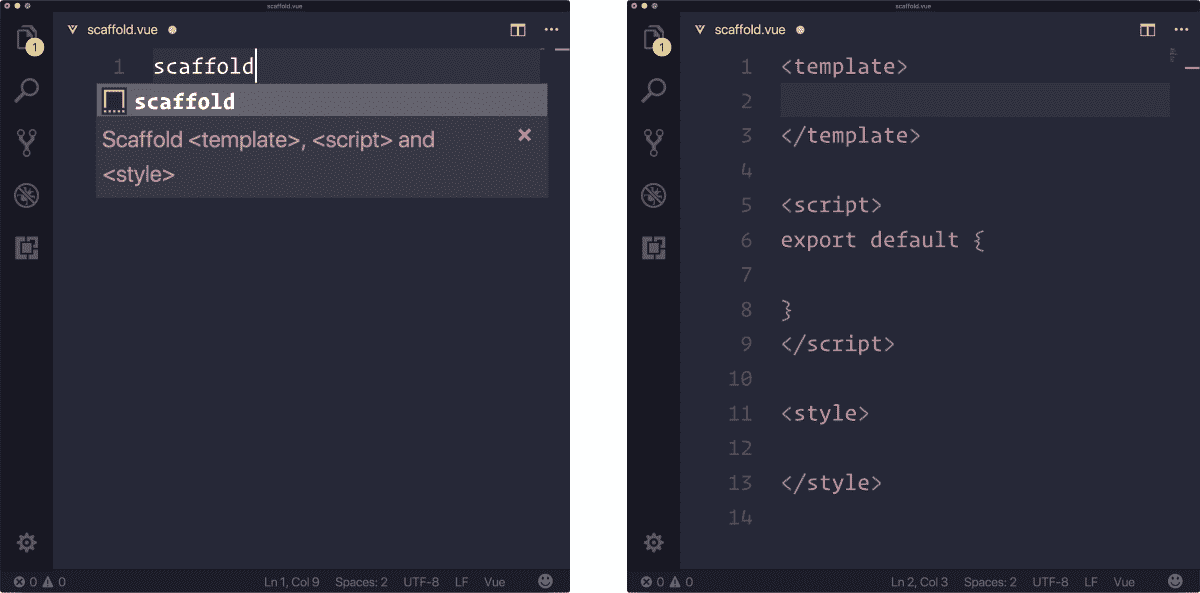 scaffold.vue
scaffold.vue
1
1 scaffold
scaffold
Scaffold <template>, <script> and
<style>
0 0 Ln 1, Col 9 Spaces: 2 UTF-8 LF Vue
scaffold.vue
scaffold.vue
1
1 <template>
2
3 </template>
4
5 <script>
6 export default {
7
8 }
9 </script>
10
11 <style>
12
13 </style>
14
0 0 Ln 2, Col 3 Spaces: 2 UTF-8 LF Vue